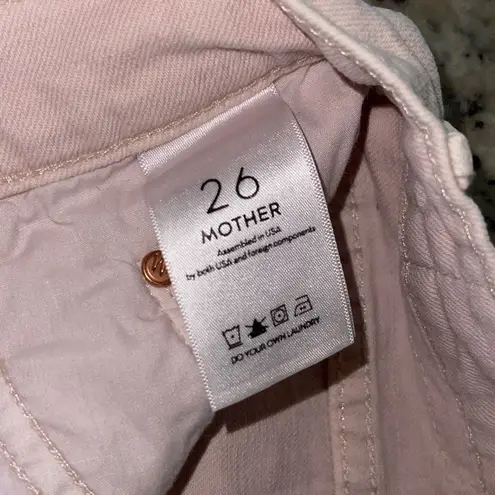 26
MOTHER
Assembled in USA
by both USA and foreign components
DO YOUR OWN LAUNDRY